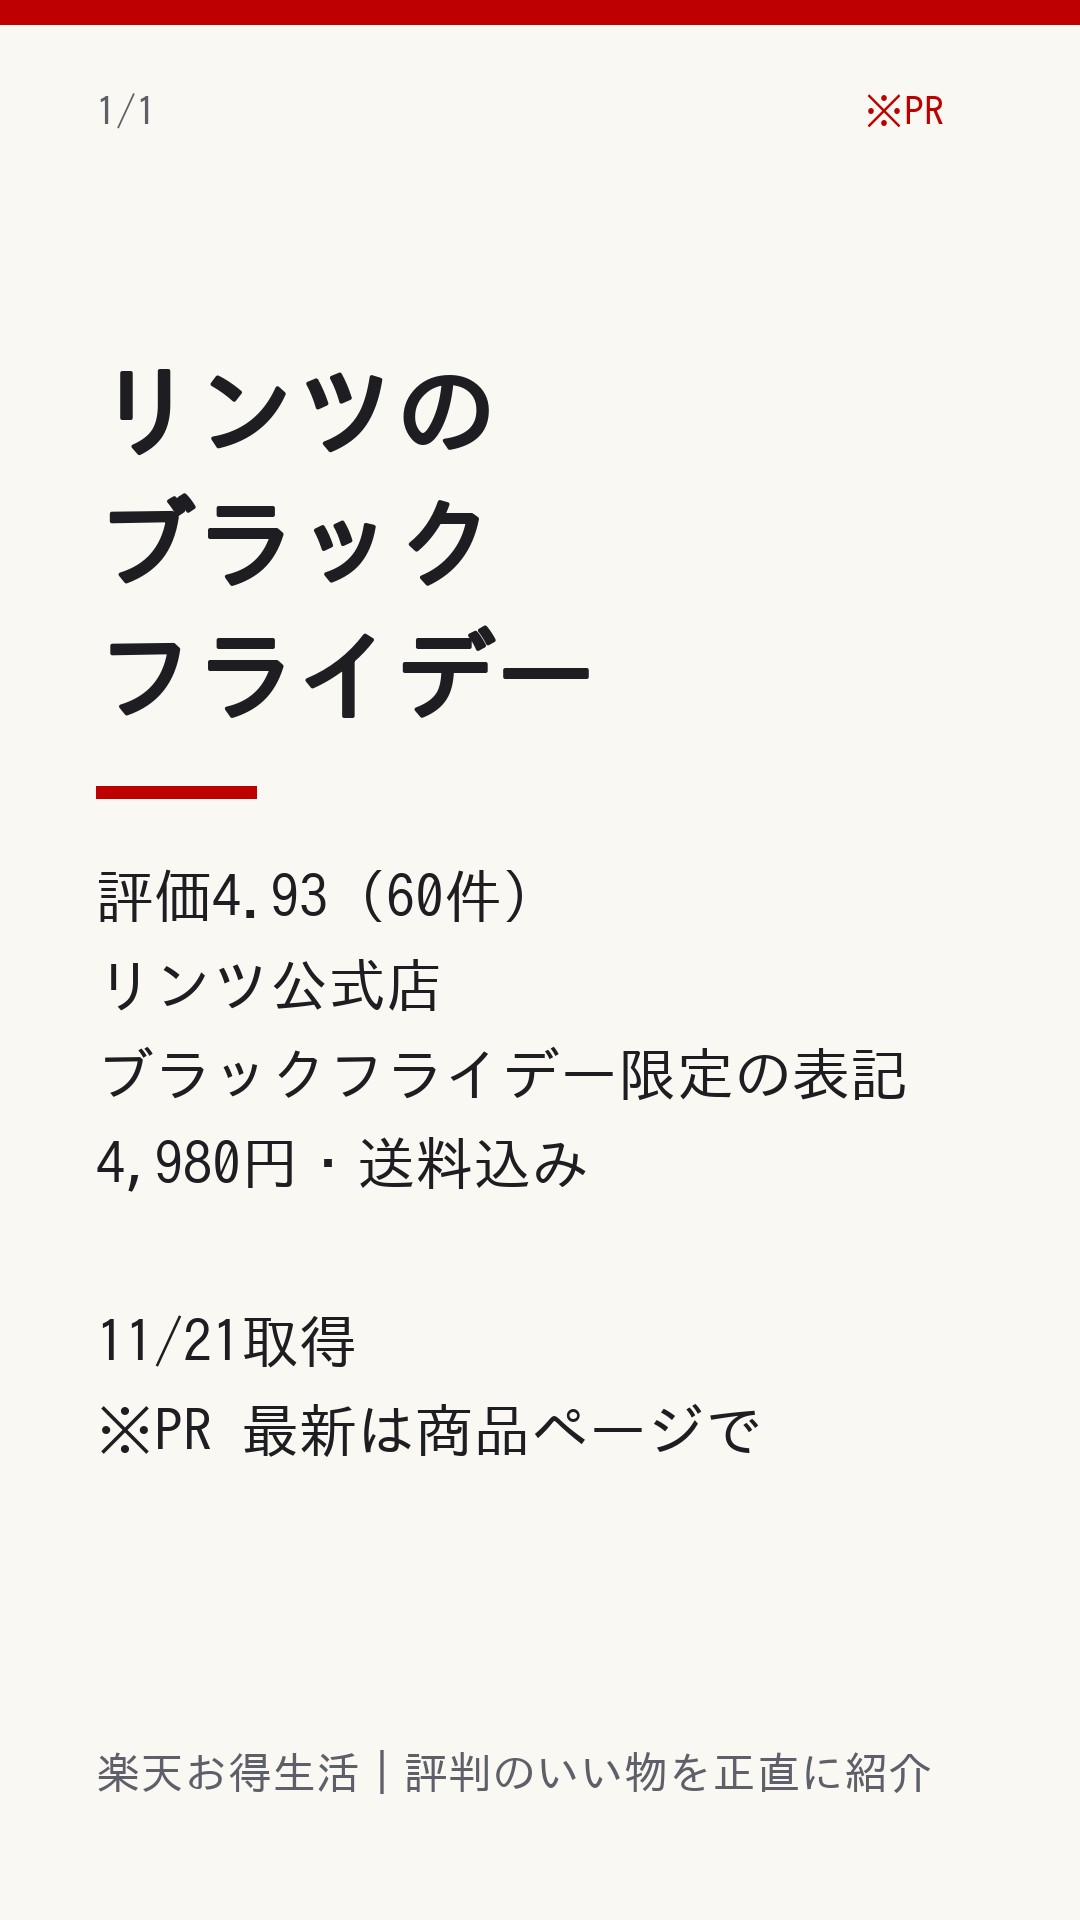 1/1
※PR
リンツの
ブラック
フライデー
評価4.93（60件）
リンツ公式店
ブラックフライデー限定の表記
4,980円・送料込み
11/21取得
※PR 最新は商品ページで
楽天お得生活｜評判のいい物を正直に紹介